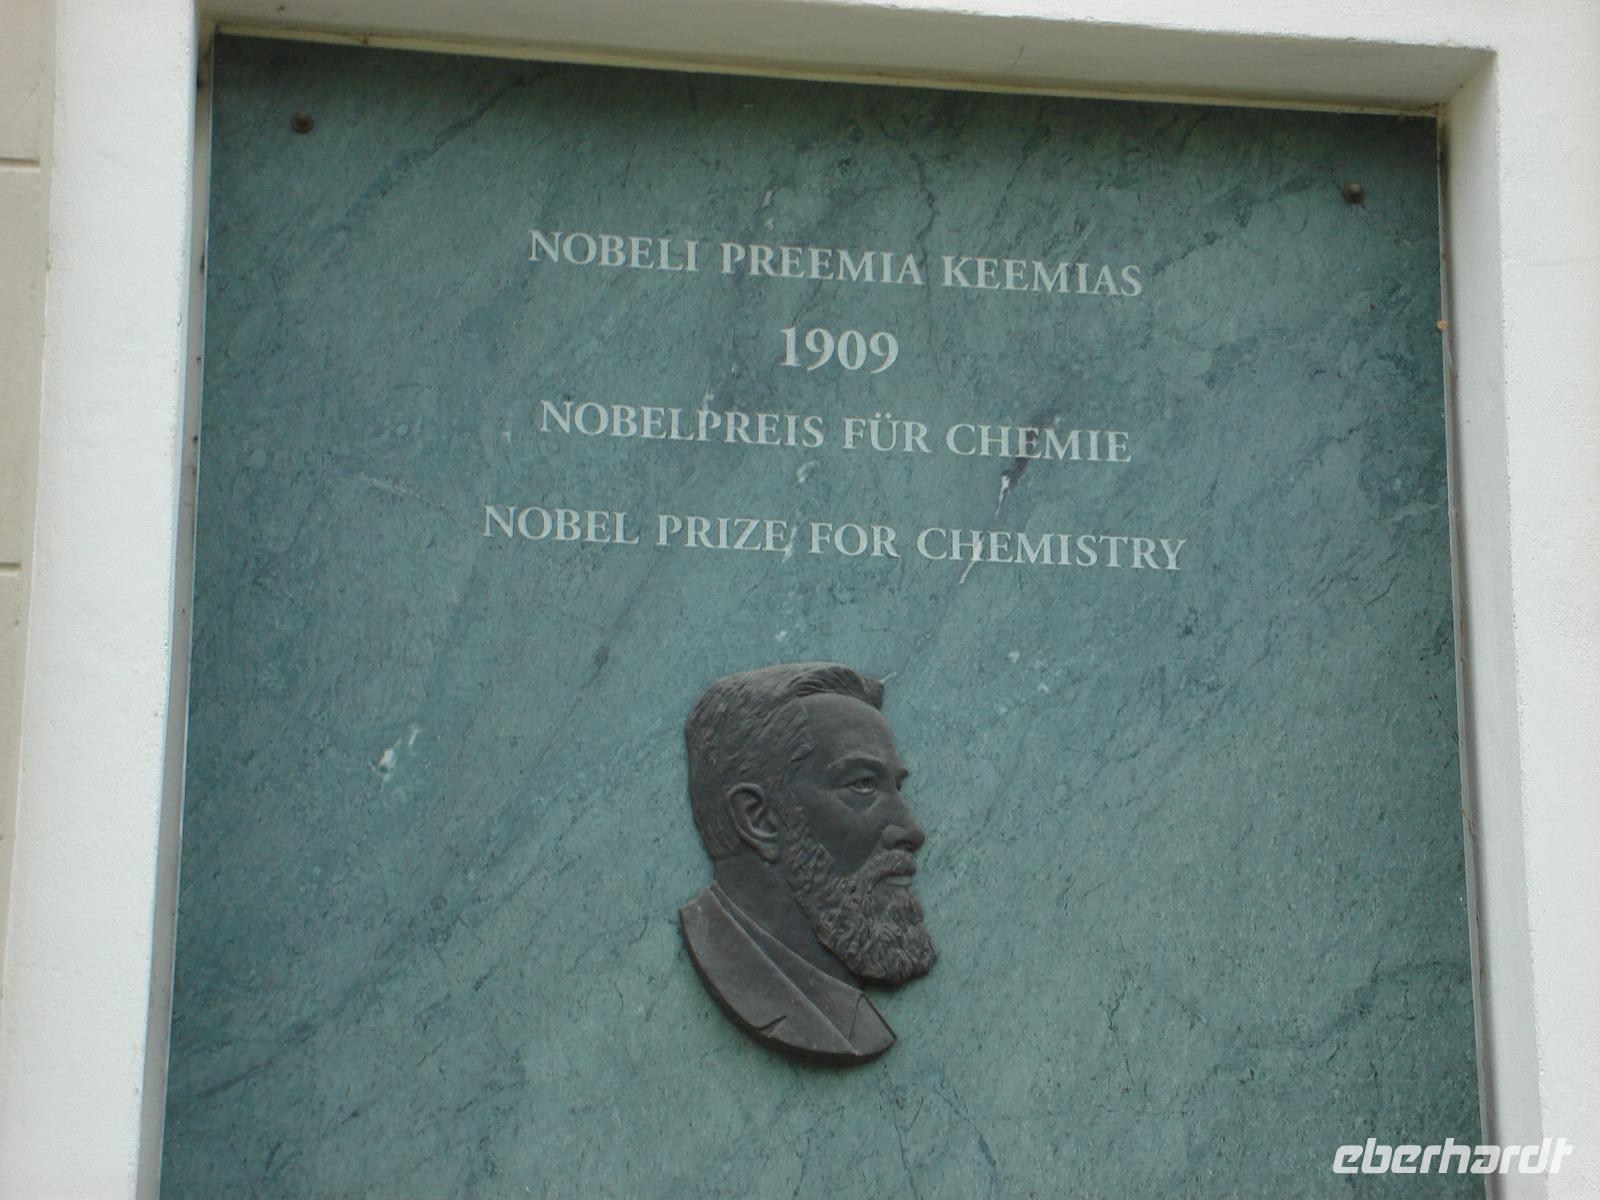 NOBELI PREEMIA KEEMIAS
1909
NOBELPREIS FÜR CHEMIE
NOBEL PRIZE FOR CHEMISTRY
eberhardt